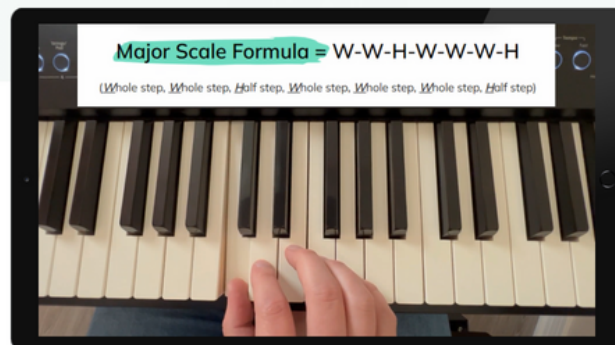 Major Scale Formula = W-W-H-W-W-W-H
(Whole step, Whole step, Half step, Whole step, Whole step, Whole step, Half step)